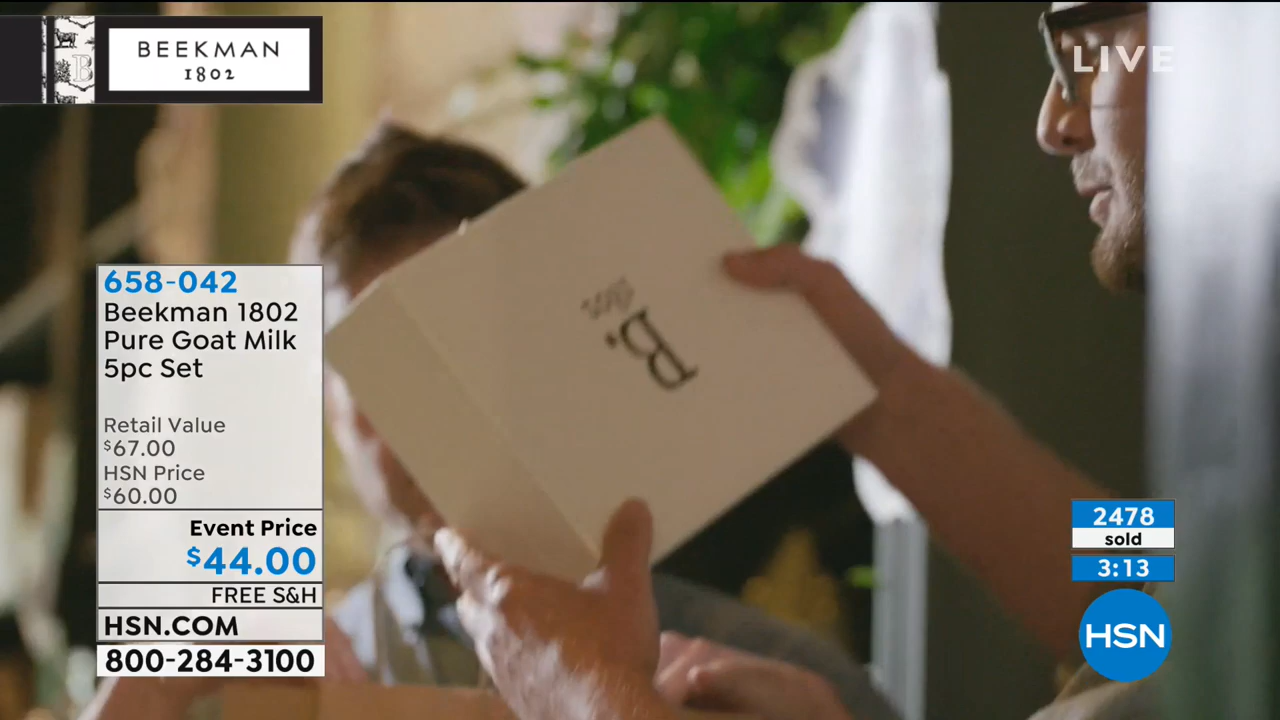 BEEKMAN
1802
LIVE
658-042
Beekman 1802
Pure Goat Milk
5pc Set
Retail Value
$67.00
HSN Price
$60.00
Event Price
$44.00
FREE S&H
HSN.COM
800-284-3100
B.
1802
2478
sold
3:13
HSN